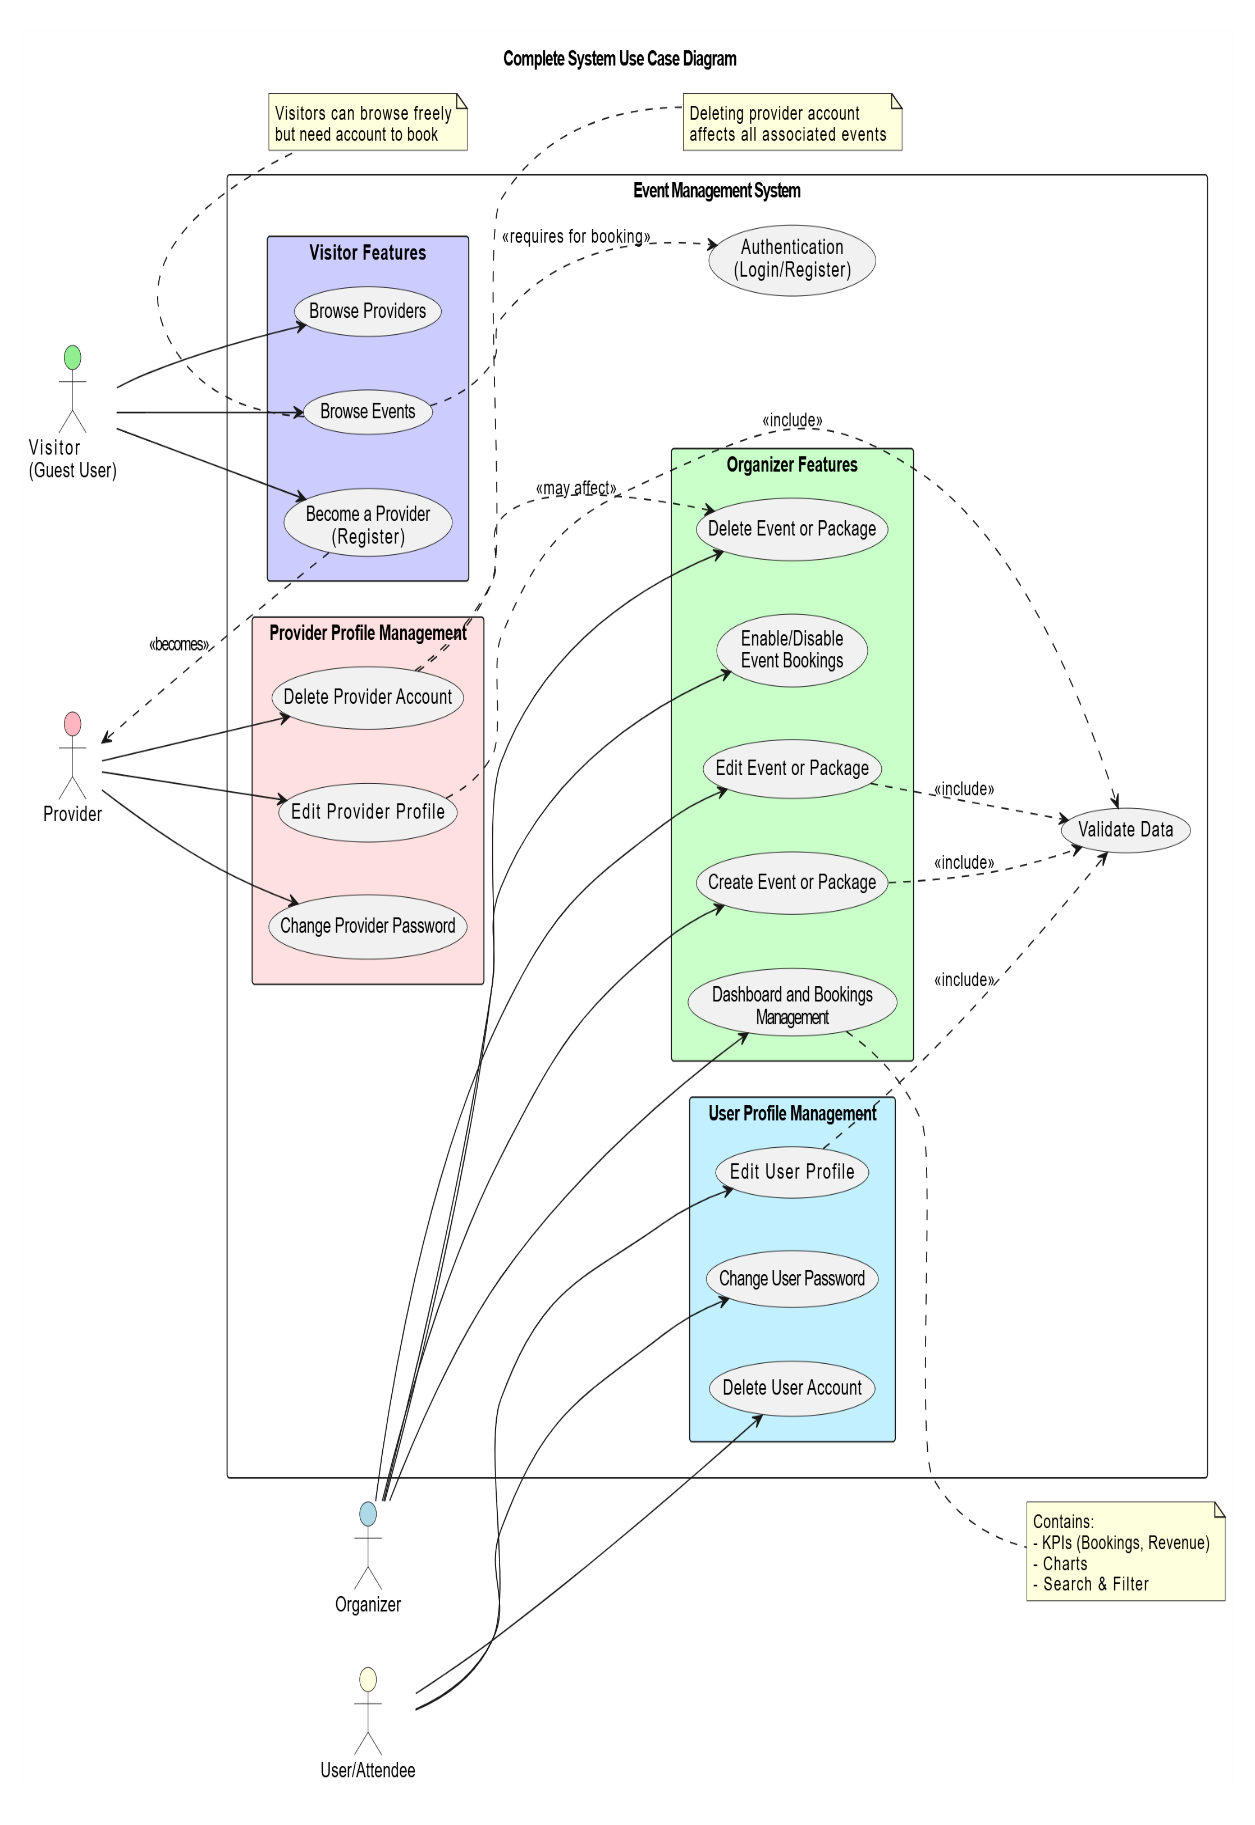 Complete System Use Case Diagram
Visitors can browse freely
but need account to book
Deleting provider account
affects all associated events
Event Management System
«requires for booking»
Authentication
(Login/Register)
Visitor Features
Browse Providers
Browse Events
Become a Provider
(Register)
Visitor
(Guest User)
«include»
«may affect»
Organizer Features
Delete Event or Package
Enable/Disable
Event Bookings
Edit Event or Package
Create Event or Package
Dashboard and Bookings
Management
«becomes»
Provider Profile Management
Delete Provider Account
Edit Provider Profile
Change Provider Password
Provider
«include»
Validate Data
«include»
«include»
User Profile Management
Edit User Profile
Change User Password
Delete User Account
Contains:
- KPIs (Bookings, Revenue)
- Charts
- Search & Filter
Organizer
User/Attendee